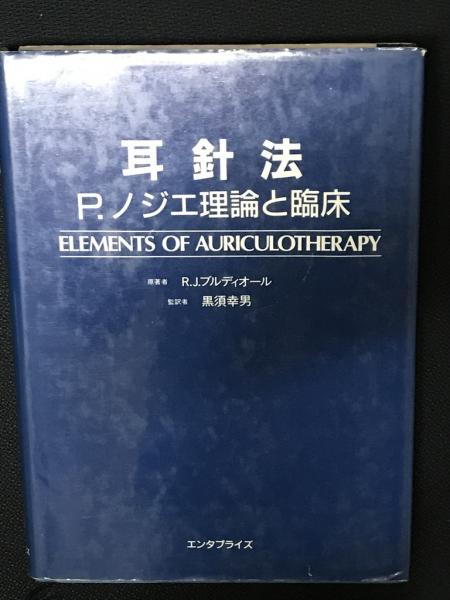 耳針法
P.ノジエ理論と臨床
ELEMENTS OF AURICULOTHERAPY
原著者 R.J.ブルディオール
監訳者 黒須幸男
エンタプライズ